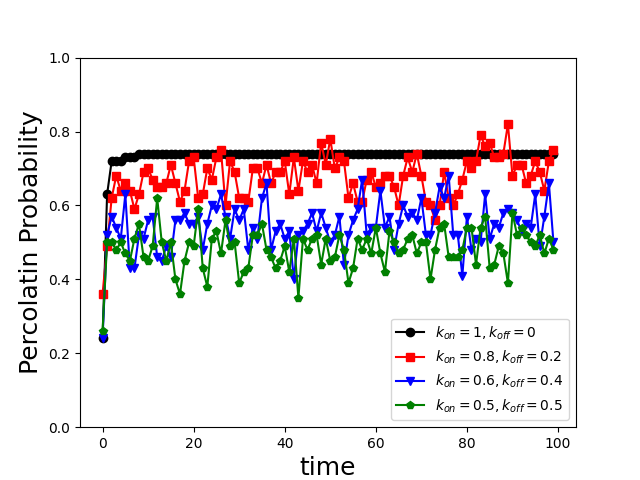 1.0
0.8
0.6
0.4
0.2
0.0
Percolatin Probability
0 20 40 60 80 100
time
k_on = 1, k_off = 0
k_on = 0.8, k_off = 0.2
k_on = 0.6, k_off = 0.4
k_on = 0.5, k_off = 0.5